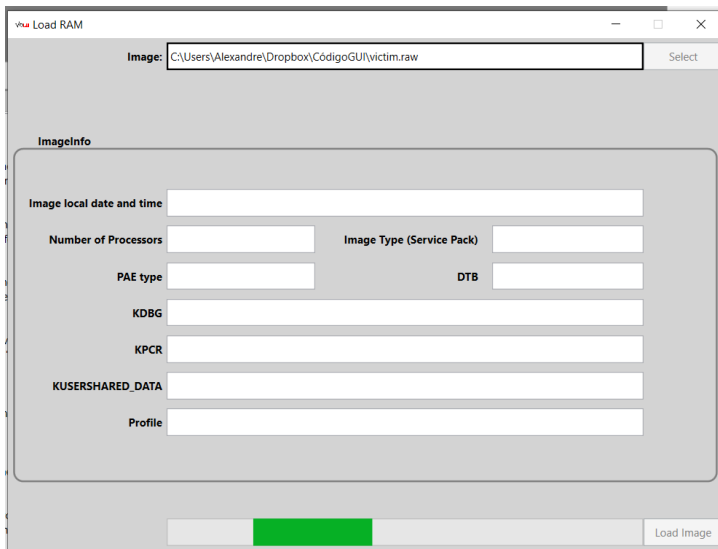 Load RAM
Image: C:\Users\Alexandre\Dropbox\CódigoGUI\victim.raw Select
ImageInfo
Image local date and time
Number of Processors Image Type (Service Pack)
PAE type DTB
KDBG
KPCR
KUSERSHARED_DATA
Profile
Load Image